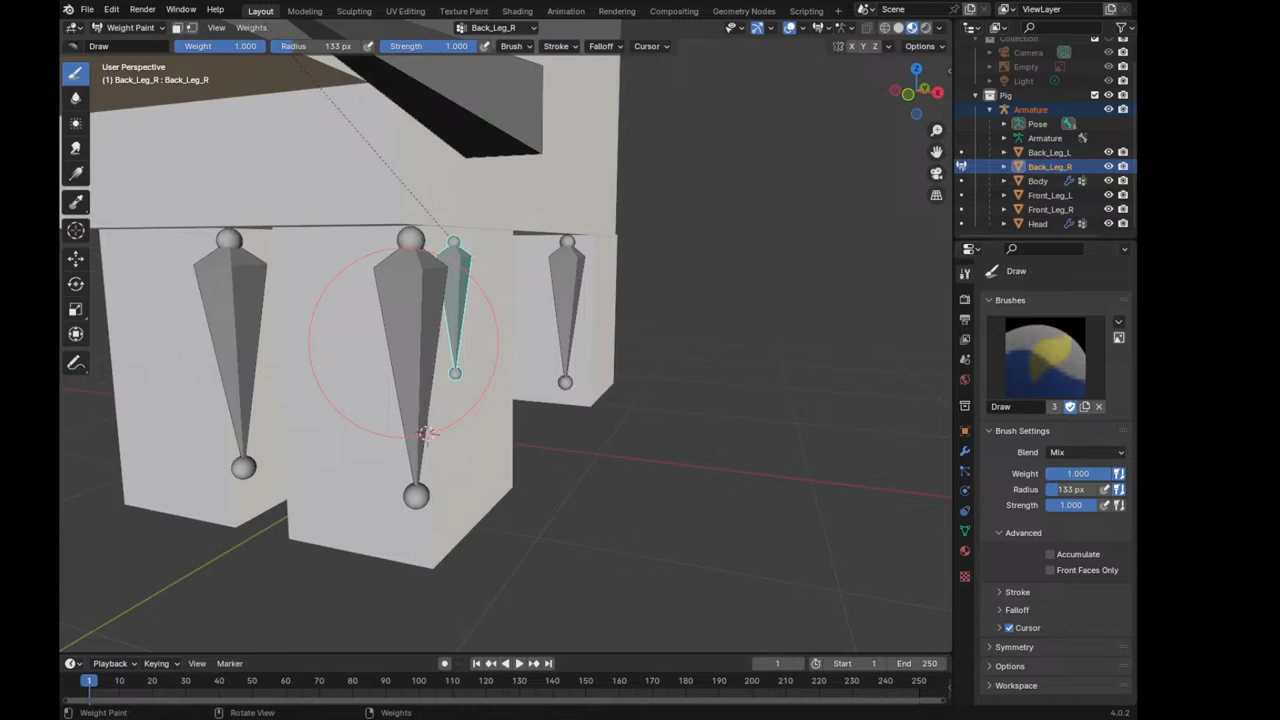 File Edit Render Window Help Layout Modeling Sculpting UV Editing Texture Paint Shading Animation Rendering Compositing Geometry Nodes Scripting Scene ViewLayer
Weight Paint View Weights Back_Leg_R
Draw Weight 1.000 Radius 133 px Strength 1.000 Brush Stroke Falloff Cursor X Y Z Options
User Perspective
(1) Back_Leg_R : Back_Leg_R
Z
Y
X
Collection
Camera
Empty
Light
Pig
Armature
Pose
Armature
Back_Leg_L
Back_Leg_R
Body
Front_Leg_L
Front_Leg_R
Head
Draw
Brushes
Draw 3
Brush Settings
Blend Mix
Weight 1.000
Radius 133 px
Strength 1.000
Advanced
Accumulate
Front Faces Only
Stroke
Falloff
Cursor
Symmetry
Options
Workspace
Playback Keying View Marker 1 Start 1 End 250
1 10 20 30 40 50 60 70 80 90 100 110 120 130 140 150 160 170 180 190 200 210 220 230 240 250
Weight Paint Rotate View Weights 4.0.2